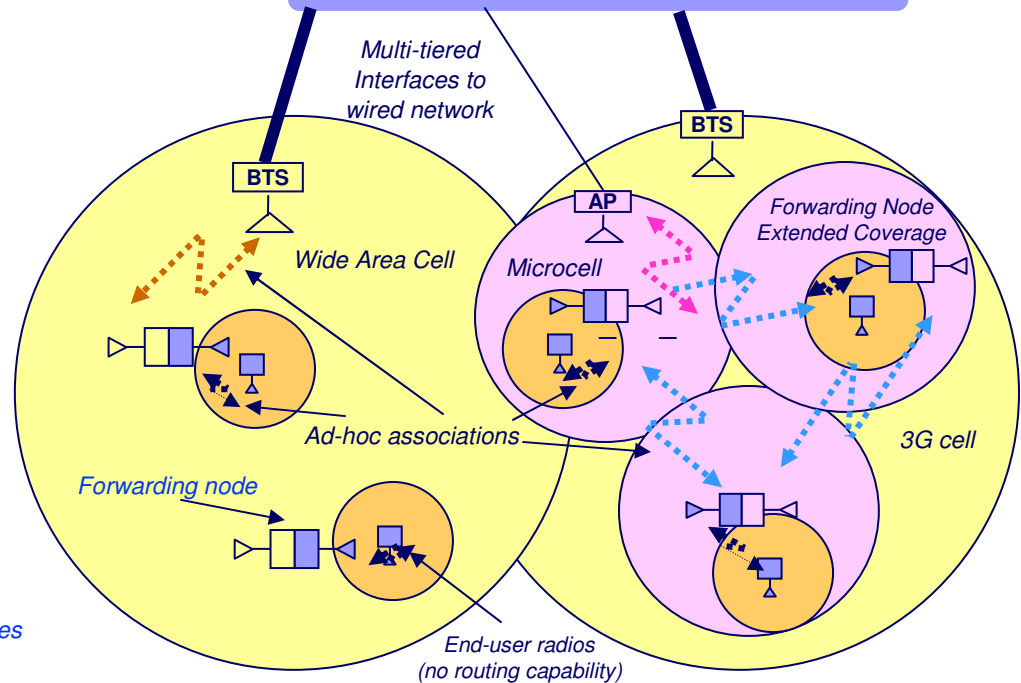 Multi-tiered
Interfaces to
wired network
BTS
BTS
AP
Forwarding Node
Extended Coverage
Wide Area Cell
Microcell
Ad-hoc associations
3G cell
Forwarding node
es
End-user radios
(no routing capability)